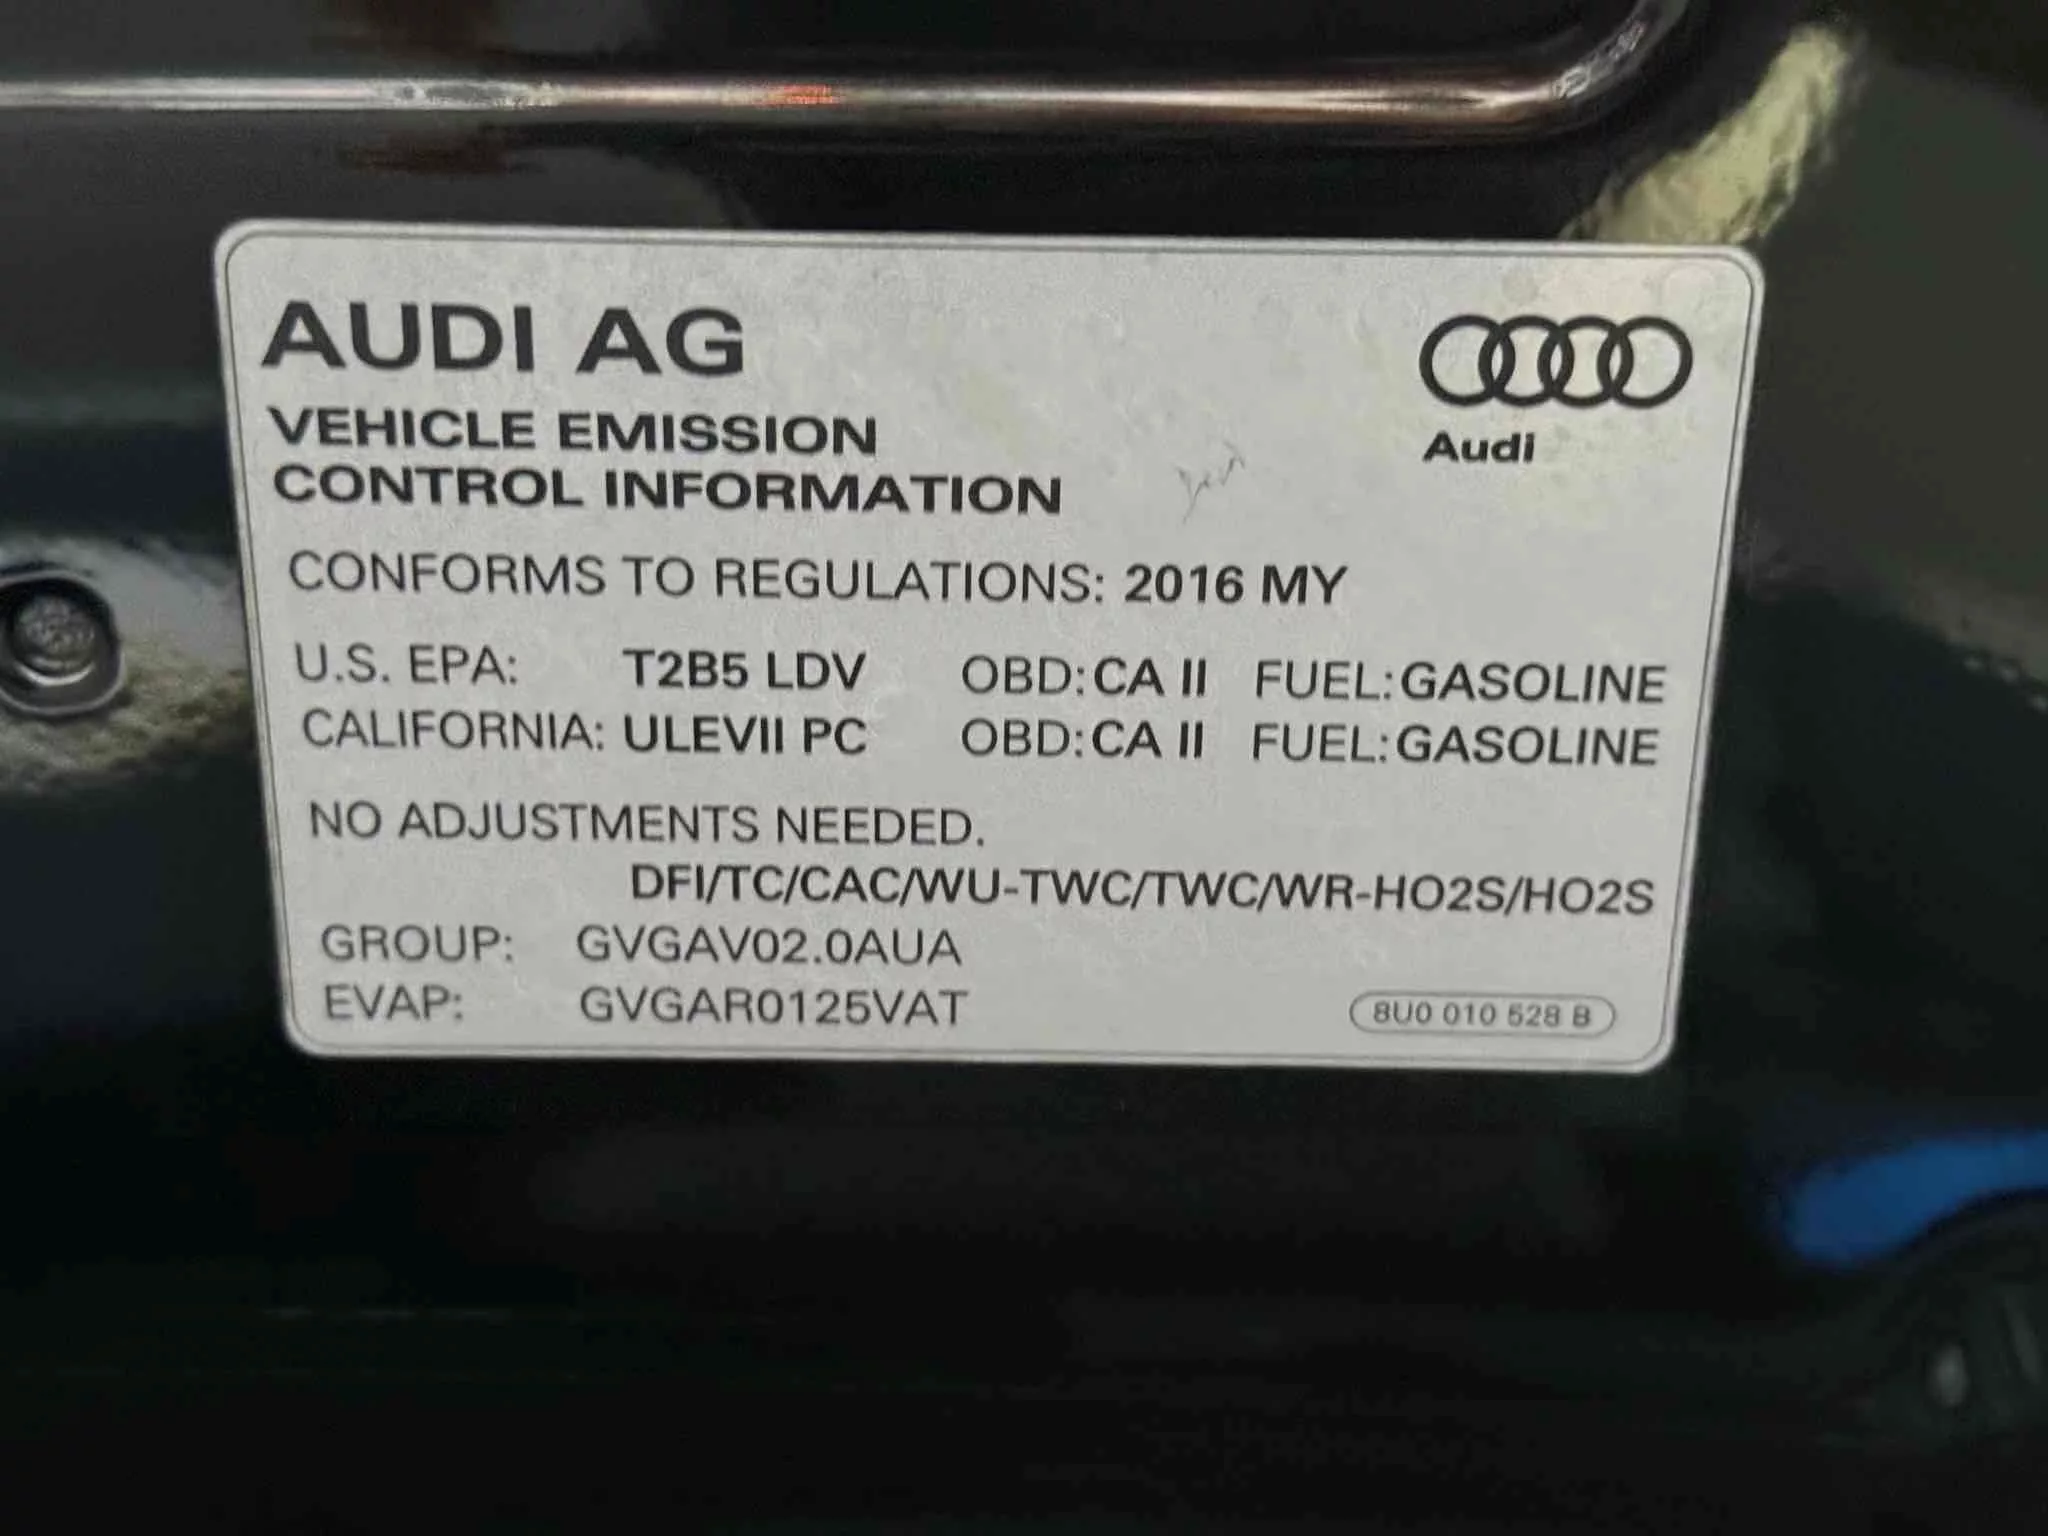 AUDI AG
Audi
VEHICLE EMISSION
CONTROL INFORMATION
CONFORMS TO REGULATIONS: 2016 MY
U.S. EPA: T2B5 LDV OBD: CA II FUEL: GASOLINE
CALIFORNIA: ULEVII PC OBD: CA II FUEL: GASOLINE
NO ADJUSTMENTS NEEDED.
DFI/TC/CAC/WU-TWC/TWC/WR-HO2S/HO2S
GROUP: GVGAV02.0AUA
EVAP: GVGAR0125VAT
8U0 010 528 B